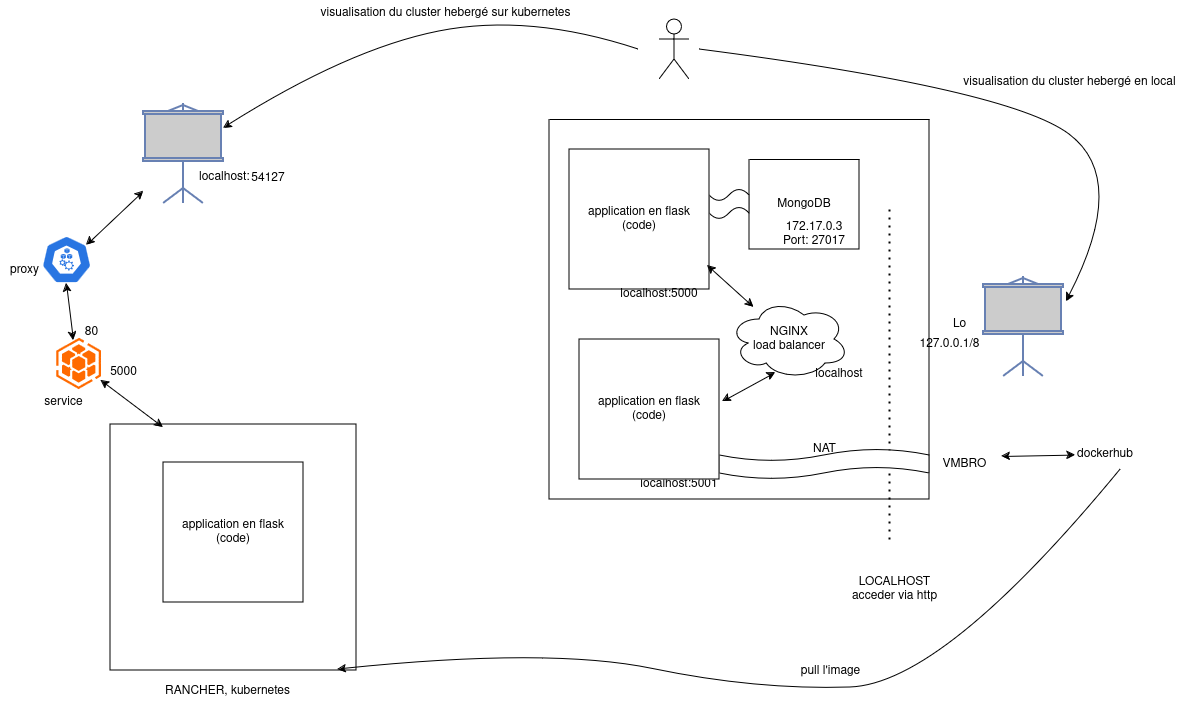 visualisation du cluster hebergé sur kubernetes
visualisation du cluster hebergé en local
localhost:54127
proxy
80
5000
service
application en flask
(code)
RANCHER, kubernetes
application en flask
(code)
localhost:5000
MongoDB
172.17.0.3
Port: 27017
NGINX
load balancer
localhost
application en flask
(code)
localhost:5001
NAT
Lo
127.0.0.1/8
VMBRO
dockerhub
LOCALHOST
acceder via http
pull l'image